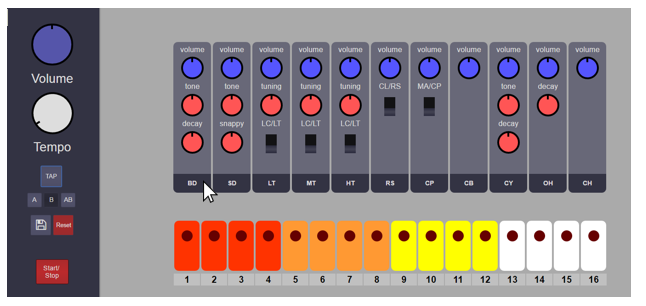 Volume
Tempo
TAP
A B AB
Reset
Start/
Stop
volume volume volume volume volume volume volume volume volume volume volume
tone tone tuning tuning tuning CL/RS MA/CP tone decay
decay snappy LC/LT LC/LT LC/LT decay
BD SD LT MT HT RS CP CB CY OH CH
1 2 3 4 5 6 7 8 9 10 11 12 13 14 15 16